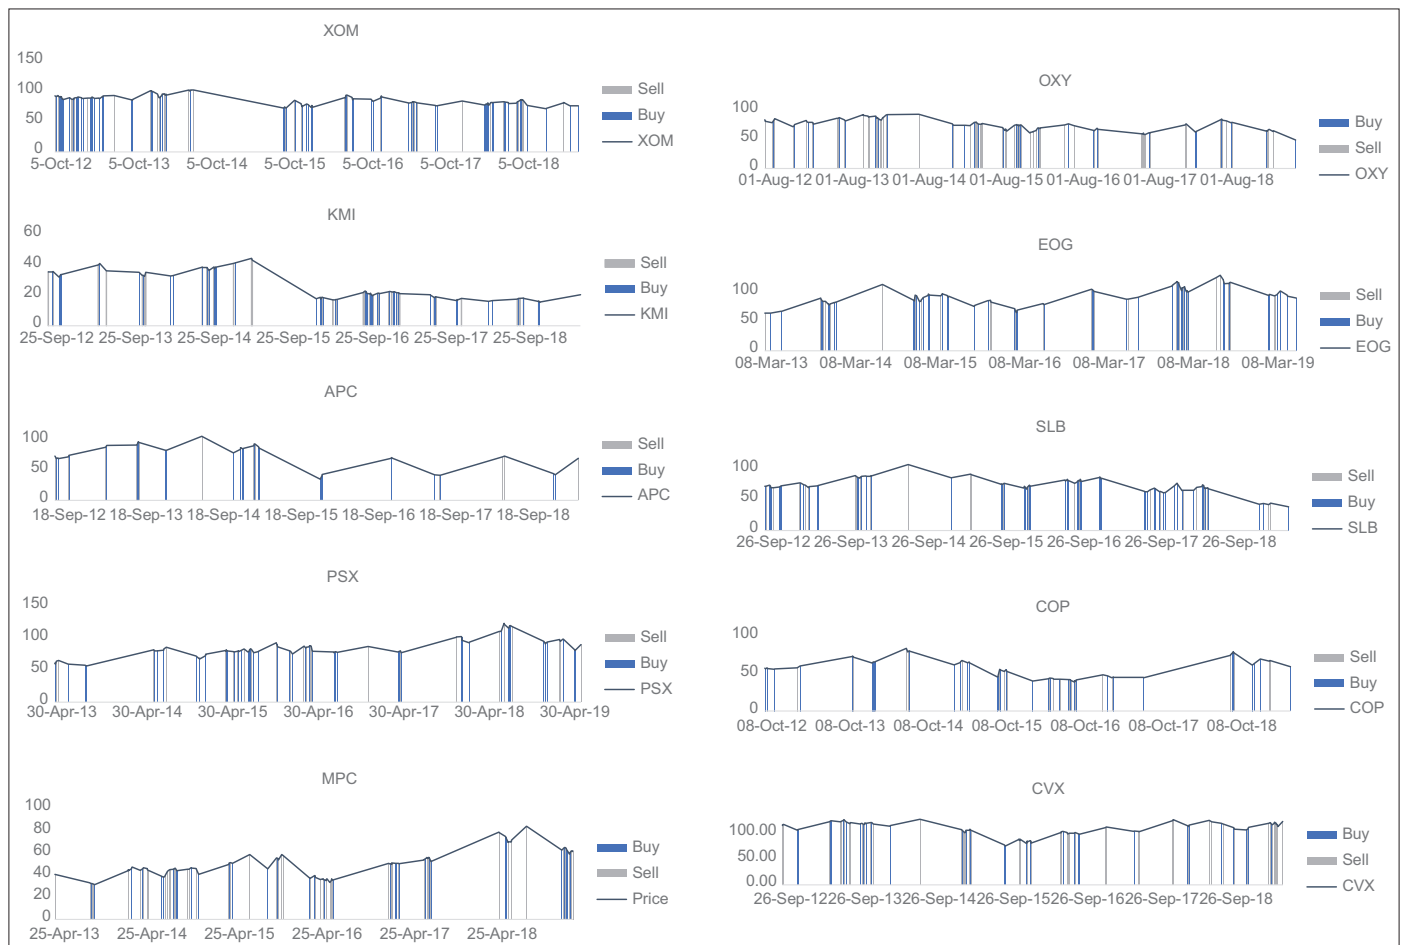 XOM
150
100
50
0
5-Oct-12 5-Oct-13 5-Oct-14 5-Oct-15 5-Oct-16 5-Oct-17 5-Oct-18
Sell
Buy
XOM
KMI
60
40
20
0
25-Sep-12 25-Sep-13 25-Sep-14 25-Sep-15 25-Sep-16 25-Sep-17 25-Sep-18
Sell
Buy
KMI
APC
100
50
0
18-Sep-12 18-Sep-13 18-Sep-14 18-Sep-15 18-Sep-16 18-Sep-17 18-Sep-18
Sell
Buy
APC
PSX
150
100
50
0
30-Apr-13 30-Apr-14 30-Apr-15 30-Apr-16 30-Apr-17 30-Apr-18 30-Apr-19
Sell
Buy
PSX
MPC
100
80
60
40
20
0
25-Apr-13 25-Apr-14 25-Apr-15 25-Apr-16 25-Apr-17 25-Apr-18
Buy
Sell
Price
OXY
100
50
0
01-Aug-12 01-Aug-13 01-Aug-14 01-Aug-15 01-Aug-16 01-Aug-17 01-Aug-18
Buy
Sell
OXY
EOG
100
50
0
08-Mar-13 08-Mar-14 08-Mar-15 08-Mar-16 08-Mar-17 08-Mar-18 08-Mar-19
Sell
Buy
EOG
SLB
100
50
0
26-Sep-12 26-Sep-13 26-Sep-14 26-Sep-15 26-Sep-16 26-Sep-17 26-Sep-18
Sell
Buy
SLB
COP
100
50
0
08-Oct-12 08-Oct-13 08-Oct-14 08-Oct-15 08-Oct-16 08-Oct-17 08-Oct-18
Sell
Buy
COP
CVX
100.00
50.00
0.00
26-Sep-12 26-Sep-13 26-Sep-14 26-Sep-15 26-Sep-16 26-Sep-17 26-Sep-18
Buy
Sell
CVX